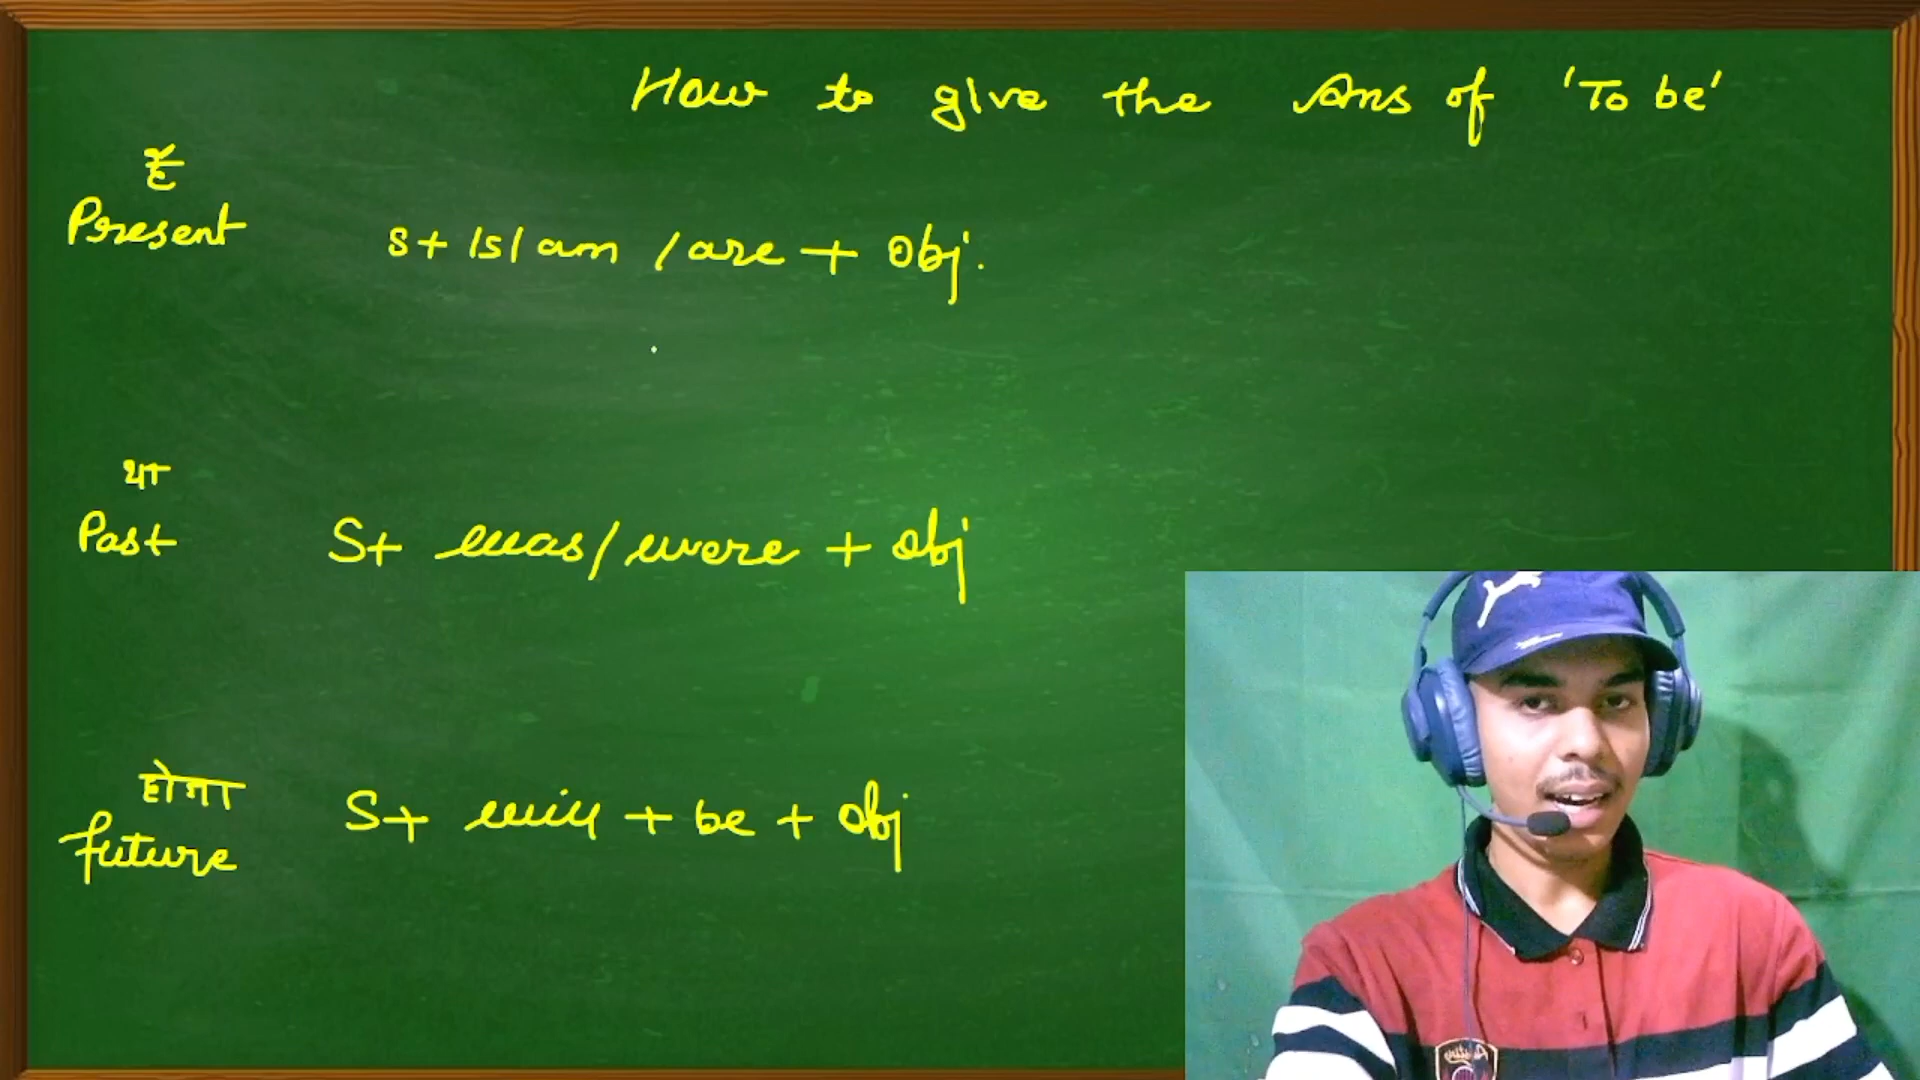 How to give the Ans of 'To be'
है
Present
S + is / am / are + Obj.
था
Past
S + was / were + Obj
होगा
future
S + will + be + Obj